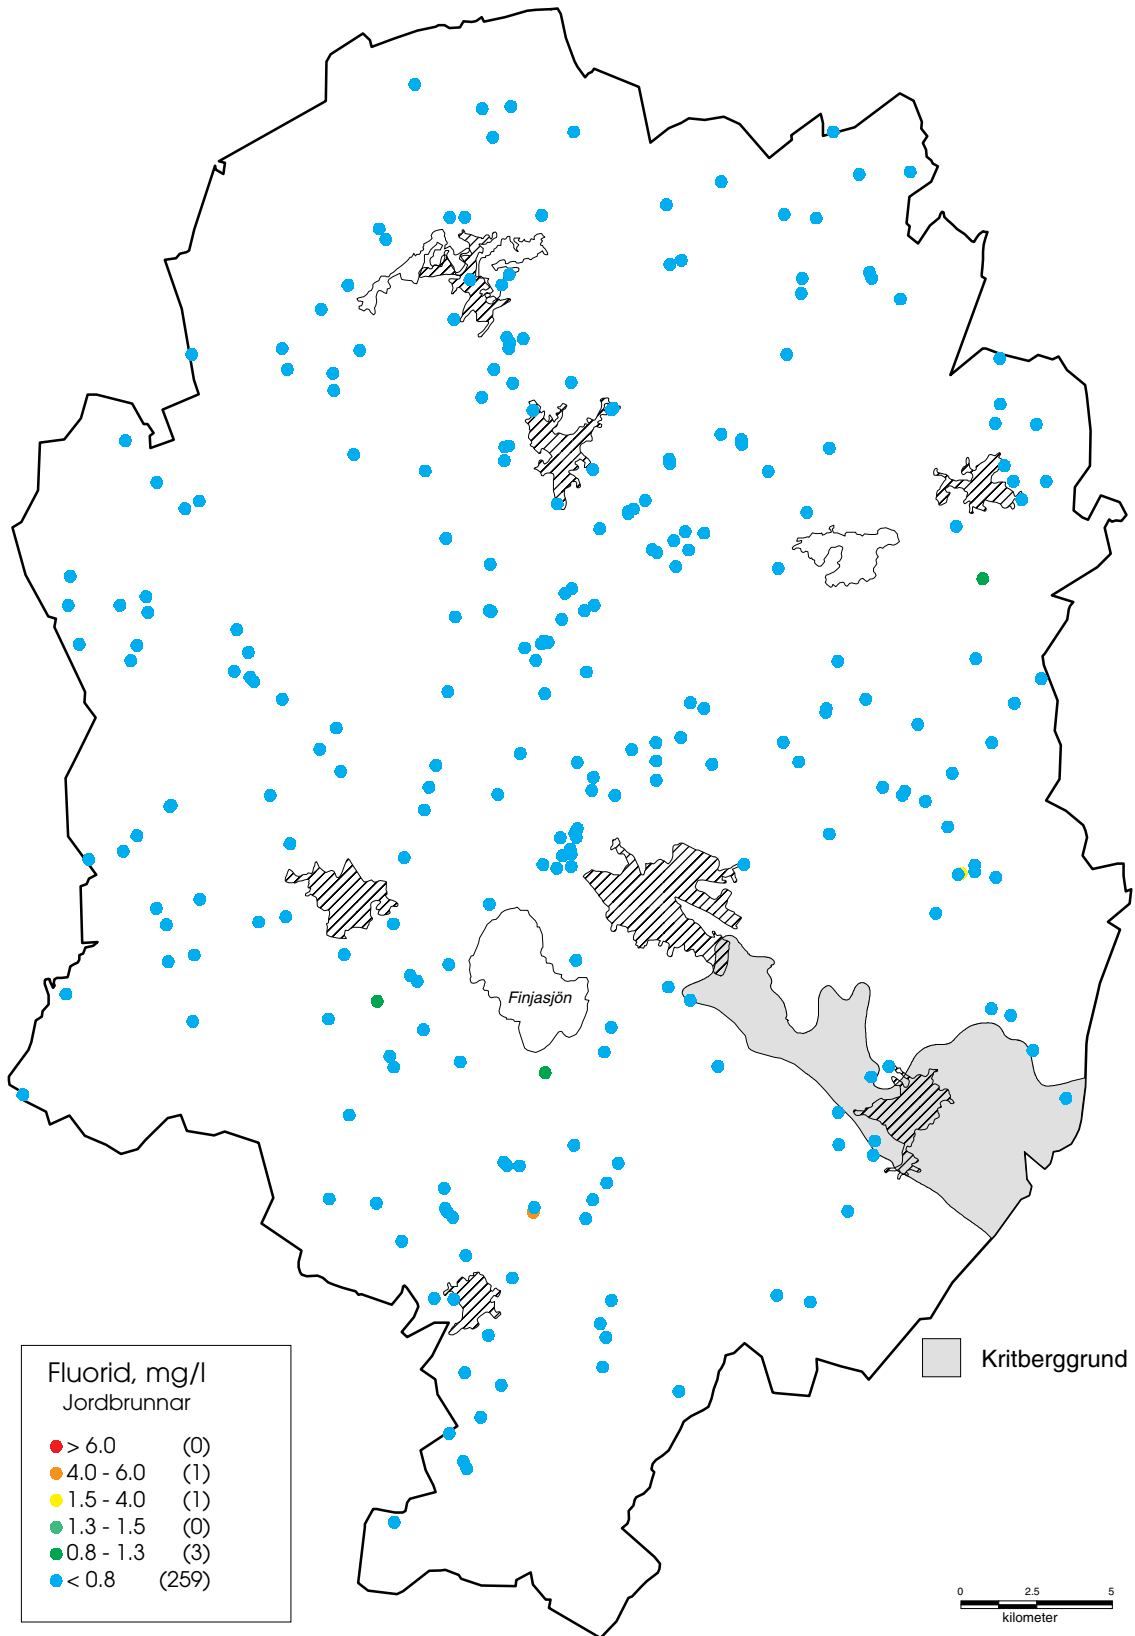 Finjasjön
Kritberggrund
Fluorid, mg/l
Jordbrunnar
> 6.0 (0)
4.0 - 6.0 (1)
1.5 - 4.0 (1)
1.3 - 1.5 (0)
0.8 - 1.3 (3)
< 0.8 (259)
0 2.5 5
kilometer